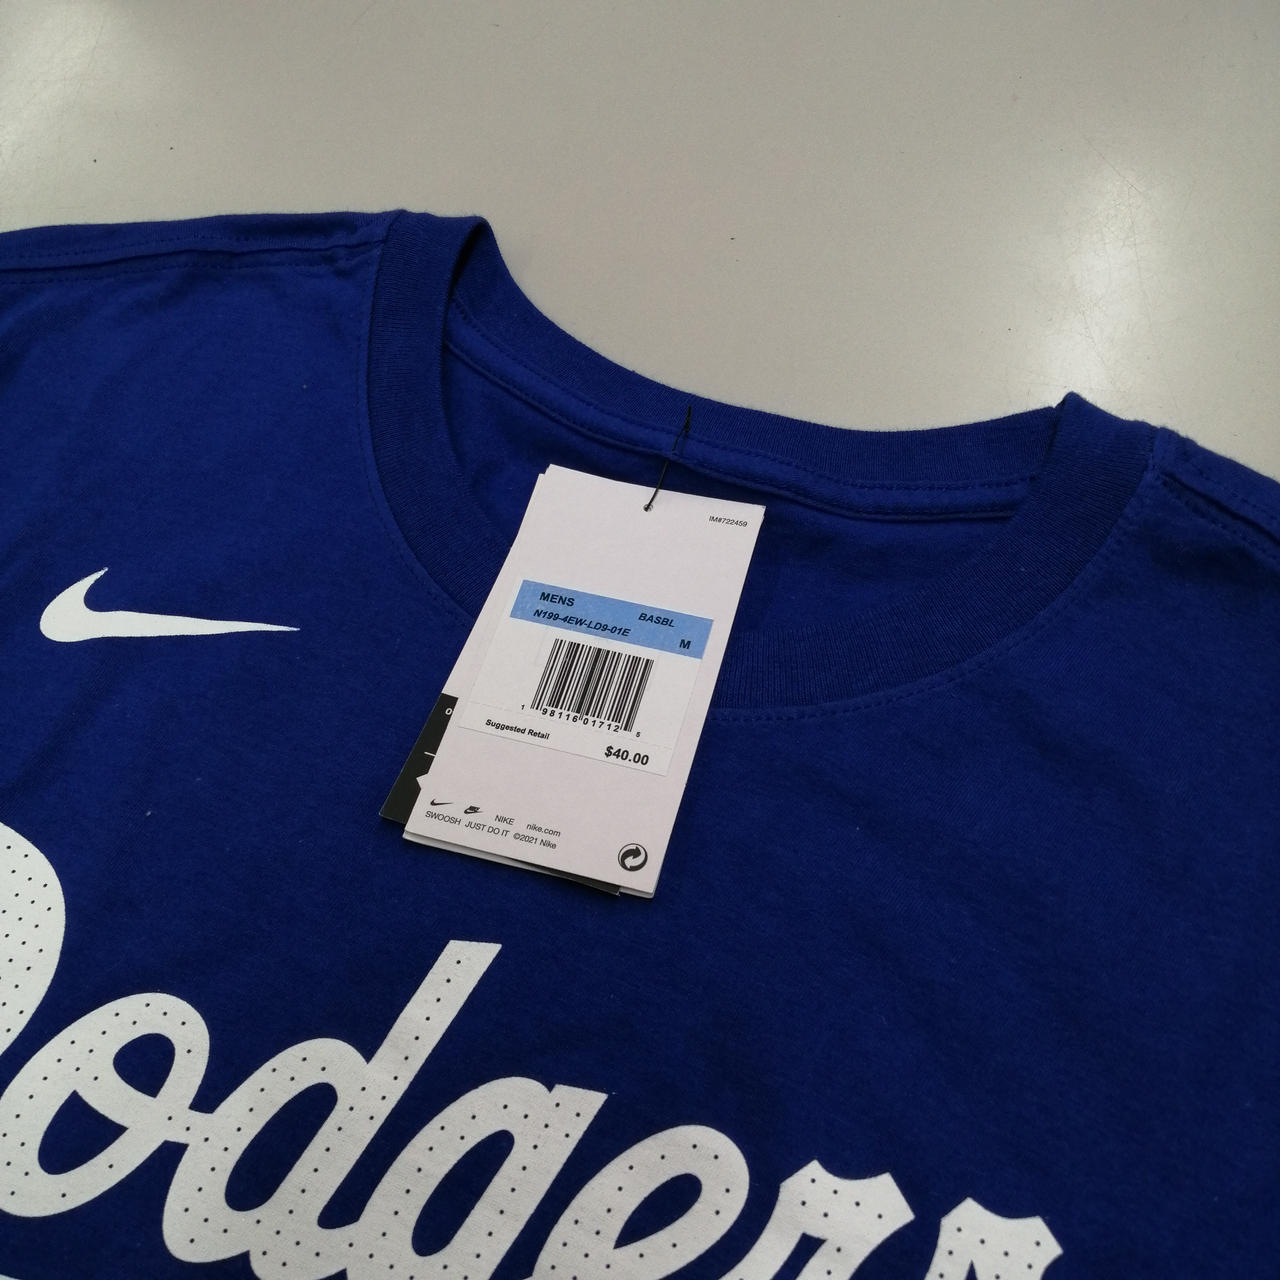 IM#722459
MENS BASBL
N199-4EW-LD9-01E M
1 98116 01712 5
Suggested Retail
$40.00
NIKE nike.com
SWOOSH JUST DO IT ©2021 Nike
Dodgers